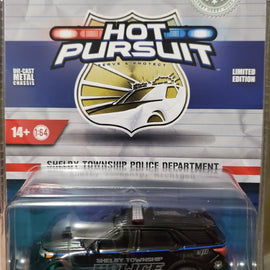 HOT
PURSUIT
SERVE & PROTECT
DIE-CAST
METAL
CHASSIS
LIMITED
EDITION
14+
1:64
SHELBY TOWNSHIP POLICE DEPARTMENT
SHELBY TOWNSHIP
POLICE